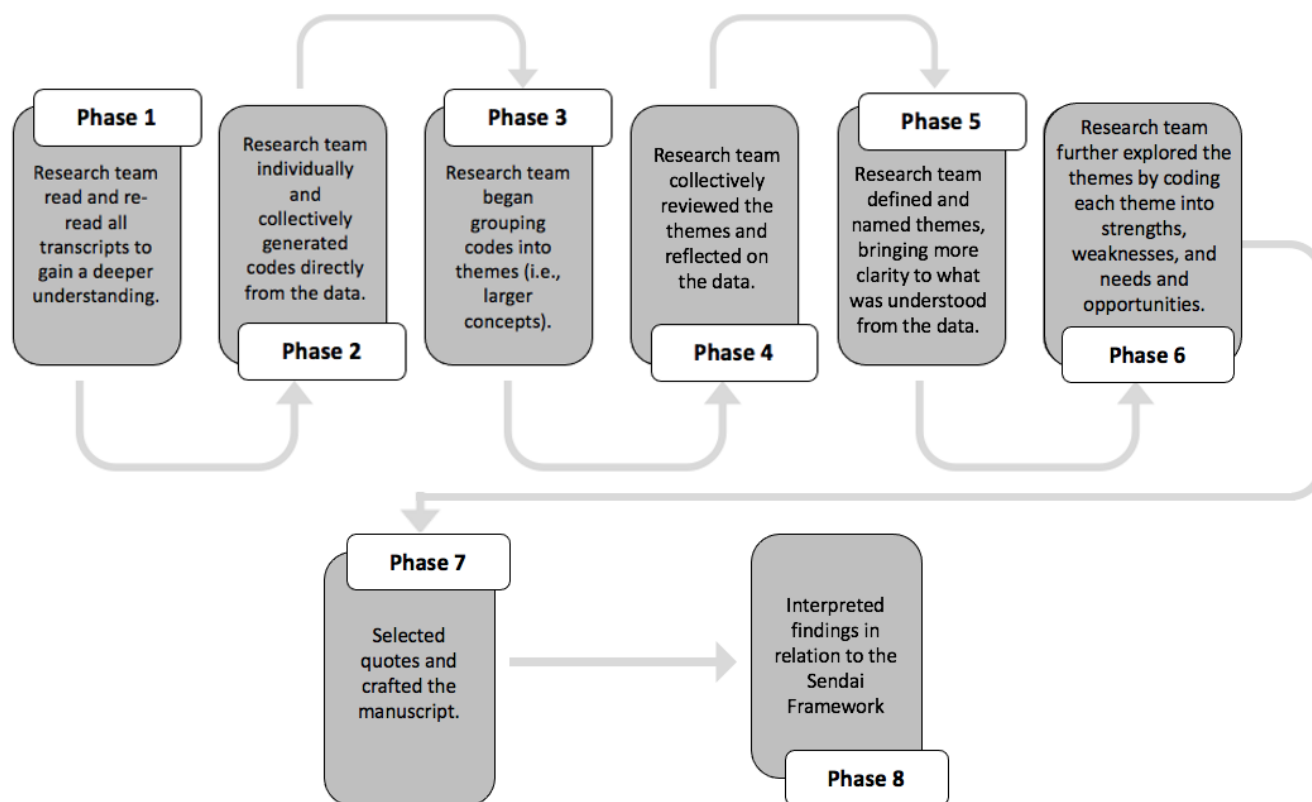 Phase 1
Research team
read and re-
read all
transcripts to
gain a deeper
understanding.
Research team
individually
and
collectively
generated
codes directly
from the data.
Phase 2
Phase 3
Research team
began
grouping
codes into
themes (i.e.,
larger
concepts).
Research team
collectively
reviewed the
themes and
reflected on
the data.
Phase 4
Phase 5
Research team
defined and
named themes,
bringing more
clarity to what
was understood
from the data.
Research team
further explored the
themes by coding
each theme into
strengths,
weaknesses, and
needs and
opportunities.
Phase 6
Phase 7
Selected
quotes and
crafted the
manuscript.
Interpreted
findings in
relation to the
Sendai
Framework
Phase 8